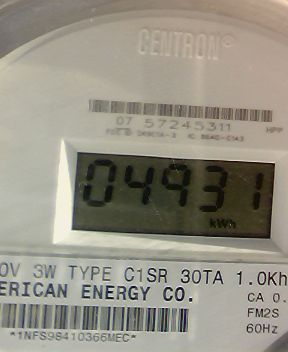 CENTRON®
07 57245311
HPP
04931
kWh
0V 3W TYPE C1SR 30TA 1.0Kh
ERICAN ENERGY CO.
CA 0.
FM2S
60Hz
*1NFS98410366MEC*